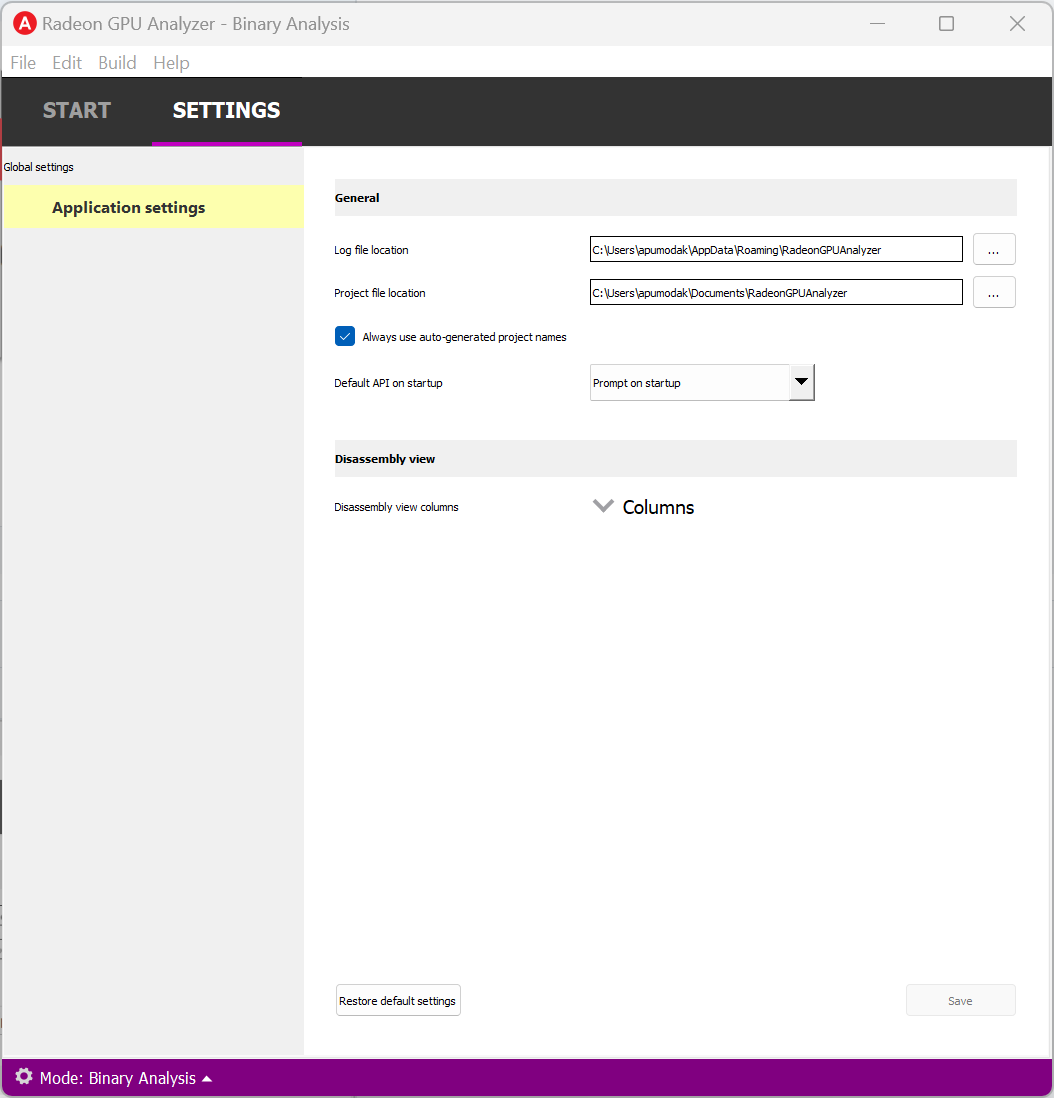 Radeon GPU Analyzer - Binary Analysis
File Edit Build Help
START SETTINGS
Global settings
Application settings
General
Log file location C:\Users\apumodak\AppData\Roaming\RadeonGPUAnalyzer ...
Project file location C:\Users\apumodak\Documents\RadeonGPUAnalyzer ...
Always use auto-generated project names
Default API on startup Prompt on startup
Disassembly view
Disassembly view columns Columns
Restore default settings Save
Mode: Binary Analysis